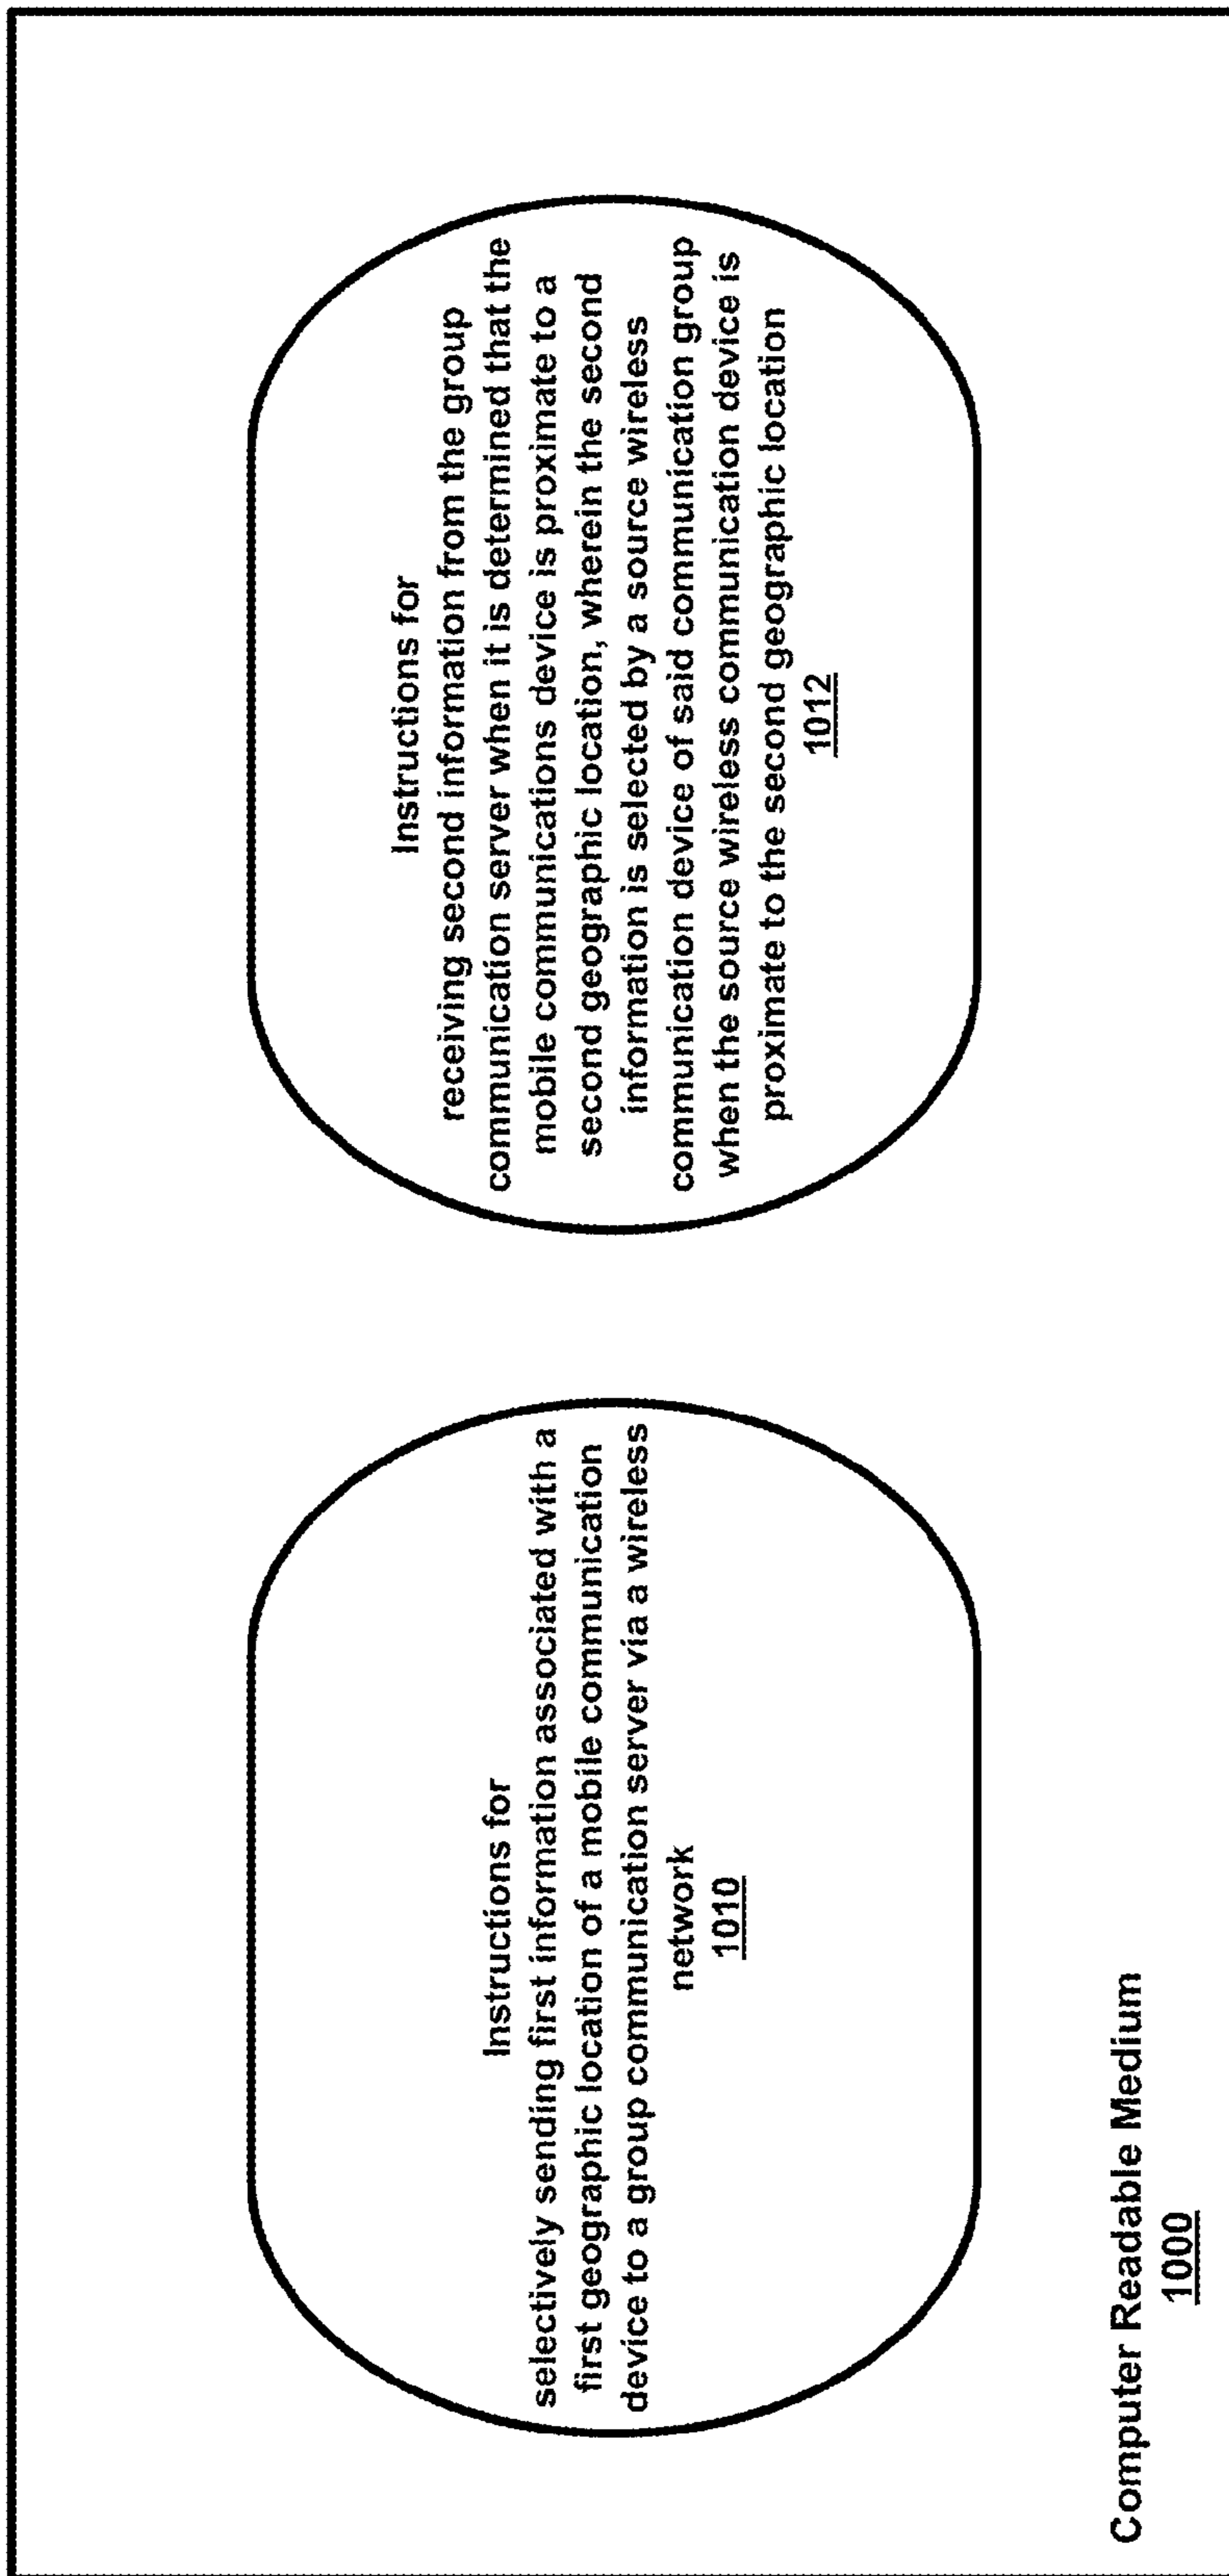 Instructions for
selectively sending first information associated with a
first geographic location of a mobile communication
device to a group communication server via a wireless
network
1010
Instructions for
receiving second information from the group
communication server when it is determined that the
mobile communications device is proximate to a
second geographic location, wherein the second
information is selected by a source wireless
communication device of said communication group
when the source wireless communication device is
proximate to the second geographic location
1012
Computer Readable Medium
1000